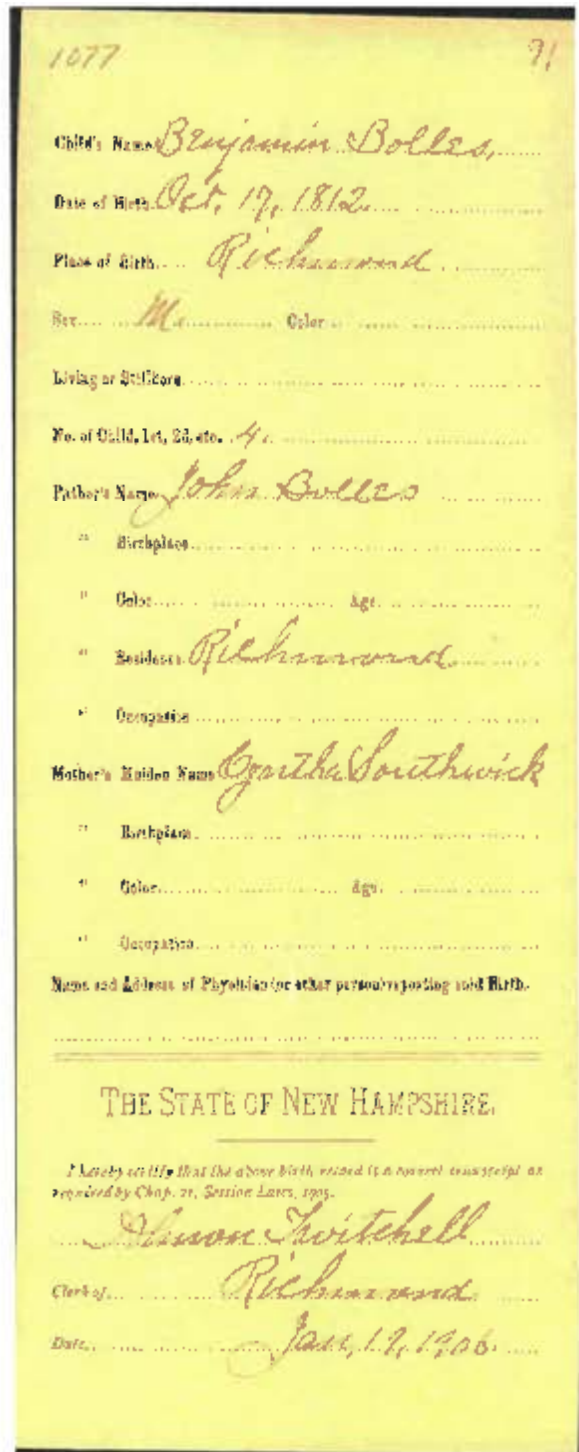 1077 91
Child's Name Benjamin Bolles,
Date of Birth Oct. 17, 1812
Place of Birth Richmond
Sex M. Color
Living or Stillborn
No. of Child, 1st, 2d, etc. 4.
Father's Name John Bolles
" Birthplace
" Color Age
" Residence Richmond
" Occupation
Mother's Maiden Name Southwick
" Birthplace
" Color Age
" Occupation
Name and Address of Physician (or other person) reporting said Birth.
THE STATE OF NEW HAMPSHIRE.
I hereby certify that the above birth record is a correct transcript as
required by Chap. 21, Session Laws, 1905.
Twitchell
Clerk of Richmond
Date Jan, 1906.